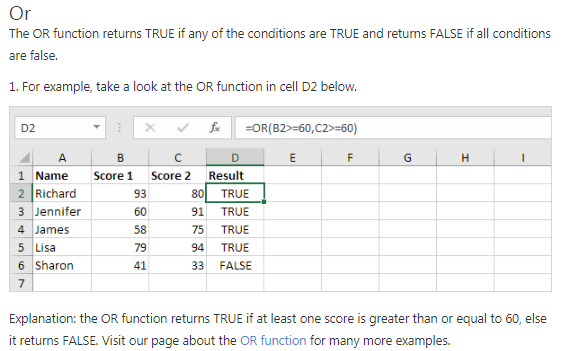 Or
The OR function returns TRUE if any of the conditions are TRUE and returns FALSE if all conditions
are false.
1. For example, take a look at the OR function in cell D2 below.
D2 fx =OR(B2>=60,C2>=60)
A B C D E F G H I
1 Name Score 1 Score 2 Result
2 Richard 93 80 TRUE
3 Jennifer 60 91 TRUE
4 James 58 75 TRUE
5 Lisa 79 94 TRUE
6 Sharon 41 33 FALSE
7
Explanation: the OR function returns TRUE if at least one score is greater than or equal to 60, else
it returns FALSE. Visit our page about the OR function for many more examples.